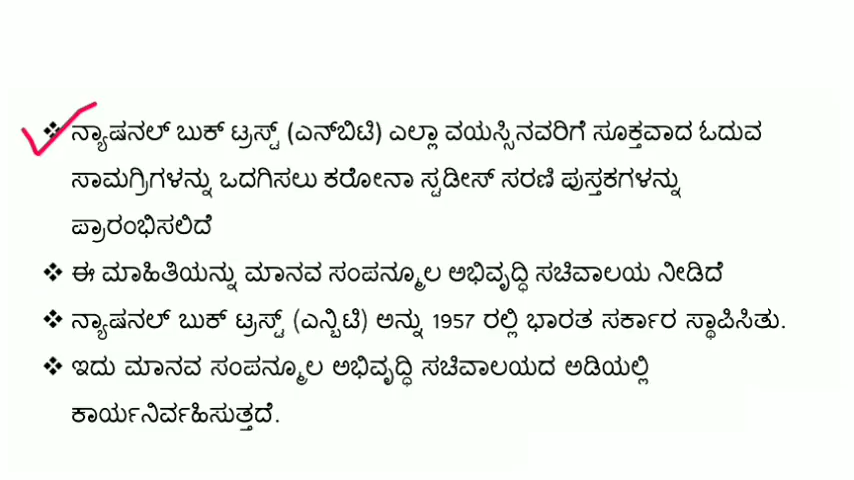 ❖ ನ್ಯಾಷನಲ್ ಬುಕ್ ಟ್ರಸ್ಟ್ (ಎನ್‌ಬಿಟಿ) ಎಲ್ಲಾ ವಯಸ್ಸಿನವರಿಗೆ ಸೂಕ್ತವಾದ ಓದುವ
ಸಾಮಗ್ರಿಗಳನ್ನು ಒದಗಿಸಲು ಕರೋನಾ ಸ್ಟಡೀಸ್ ಸರಣಿ ಪುಸ್ತಕಗಳನ್ನು
ಪ್ರಾರಂಭಿಸಲಿದೆ
❖ ಈ ಮಾಹಿತಿಯನ್ನು ಮಾನವ ಸಂಪನ್ಮೂಲ ಅಭಿವೃದ್ಧಿ ಸಚಿವಾಲಯ ನೀಡಿದೆ
❖ ನ್ಯಾಷನಲ್ ಬುಕ್ ಟ್ರಸ್ಟ್ (ಎನ್ಬಿಟಿ) ಅನ್ನು 1957 ರಲ್ಲಿ ಭಾರತ ಸರ್ಕಾರ ಸ್ಥಾಪಿಸಿತು.
❖ ಇದು ಮಾನವ ಸಂಪನ್ಮೂಲ ಅಭಿವೃದ್ಧಿ ಸಚಿವಾಲಯದ ಅಡಿಯಲ್ಲಿ
ಕಾರ್ಯನಿರ್ವಹಿಸುತ್ತದೆ.